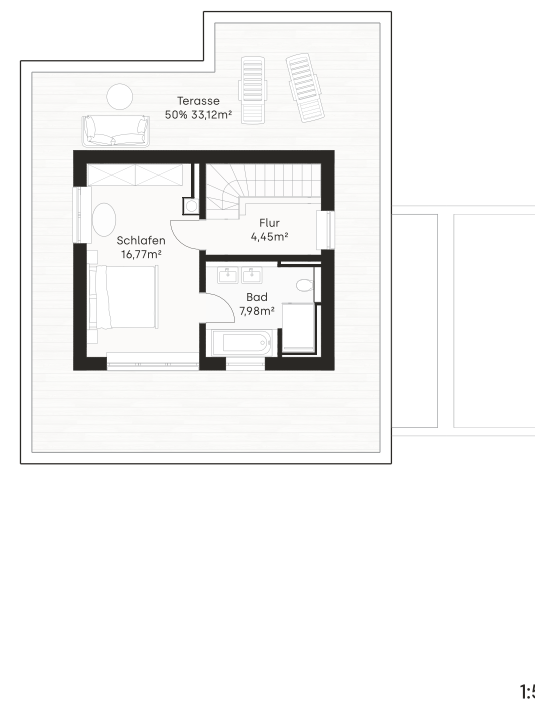 Terasse
50% 33,12m²
Flur
4,45m²
Schlafen
16,77m²
Bad
7,98m²